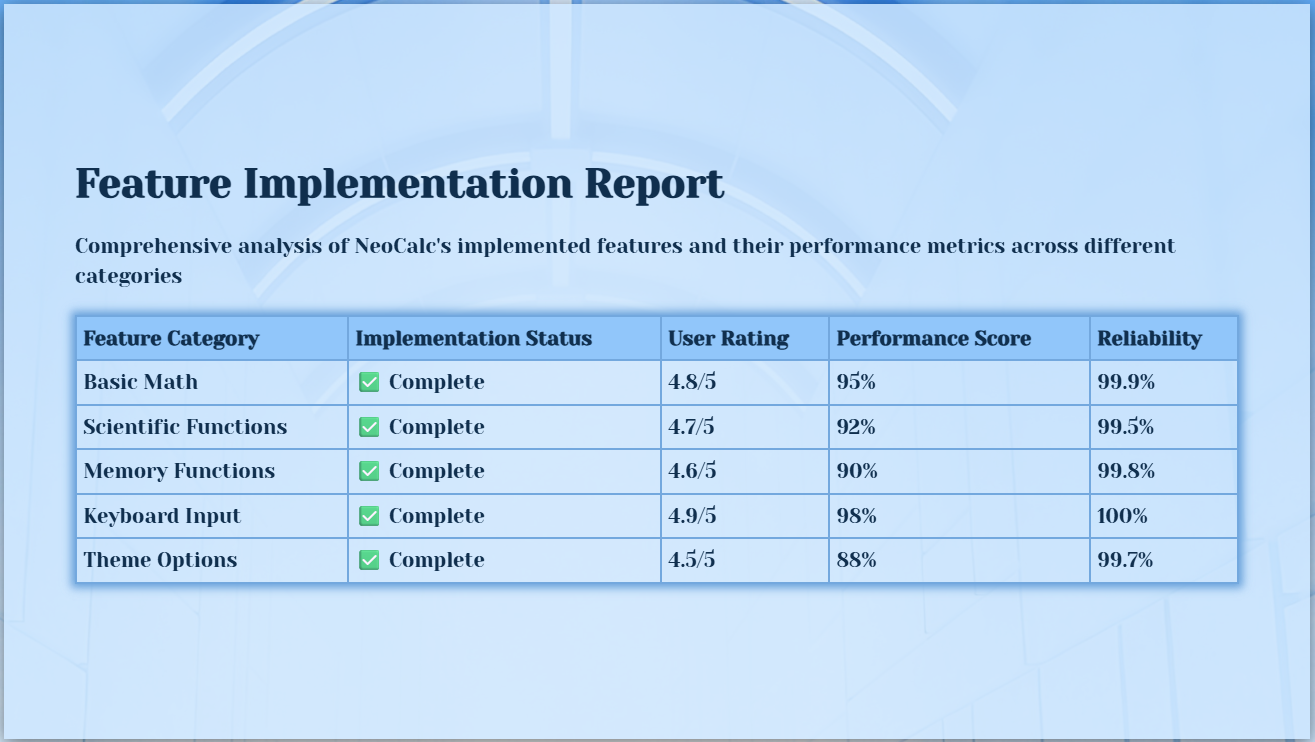 Feature Implementation Report
Comprehensive analysis of NeoCalc's implemented features and their performance metrics across different
categories
Feature Category Implementation Status User Rating Performance Score Reliability
Basic Math ✅ Complete 4.8/5 95% 99.9%
Scientific Functions ✅ Complete 4.7/5 92% 99.5%
Memory Functions ✅ Complete 4.6/5 90% 99.8%
Keyboard Input ✅ Complete 4.9/5 98% 100%
Theme Options ✅ Complete 4.5/5 88% 99.7%